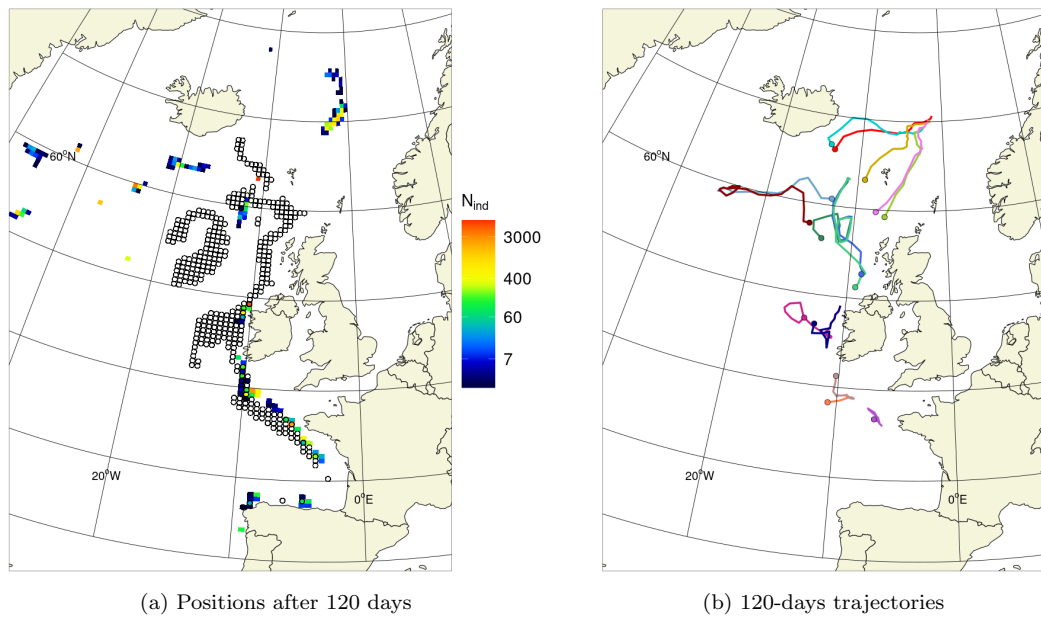 60°N
20°W
0°E
N_ind
3000
400
60
7
60°N
20°W
0°E
(a) Positions after 120 days
(b) 120-days trajectories